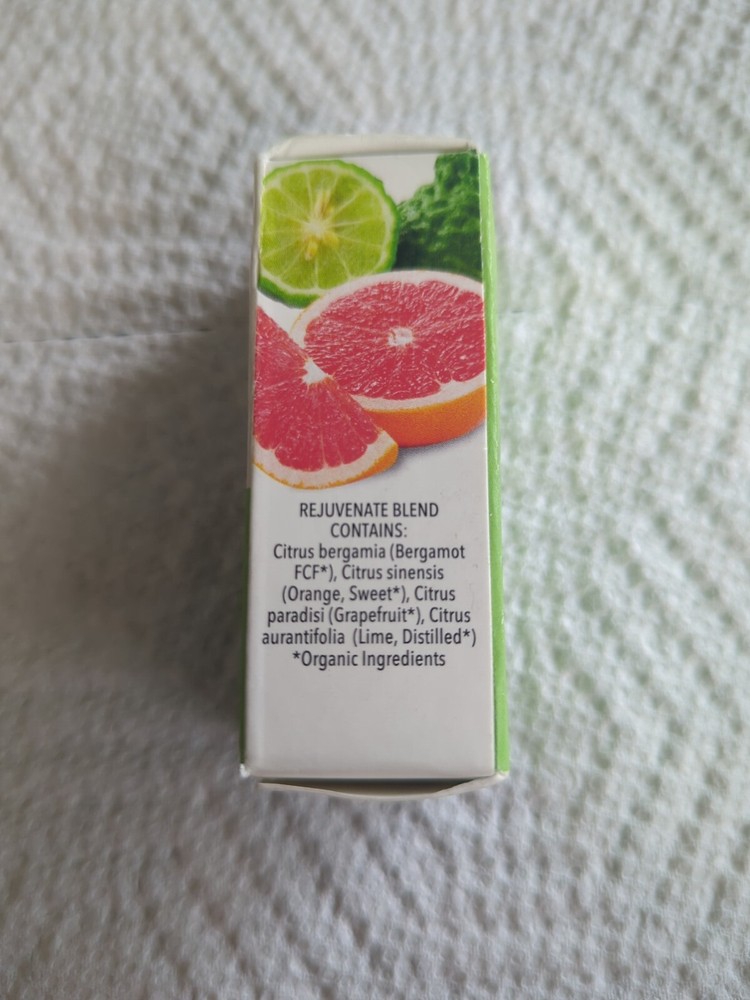 REJUVENATE BLEND
CONTAINS:
Citrus bergamia (Bergamot
FCF*), Citrus sinensis
(Orange, Sweet*), Citrus
paradisi (Grapefruit*), Citrus
aurantifolia (Lime, Distilled*)
*Organic Ingredients